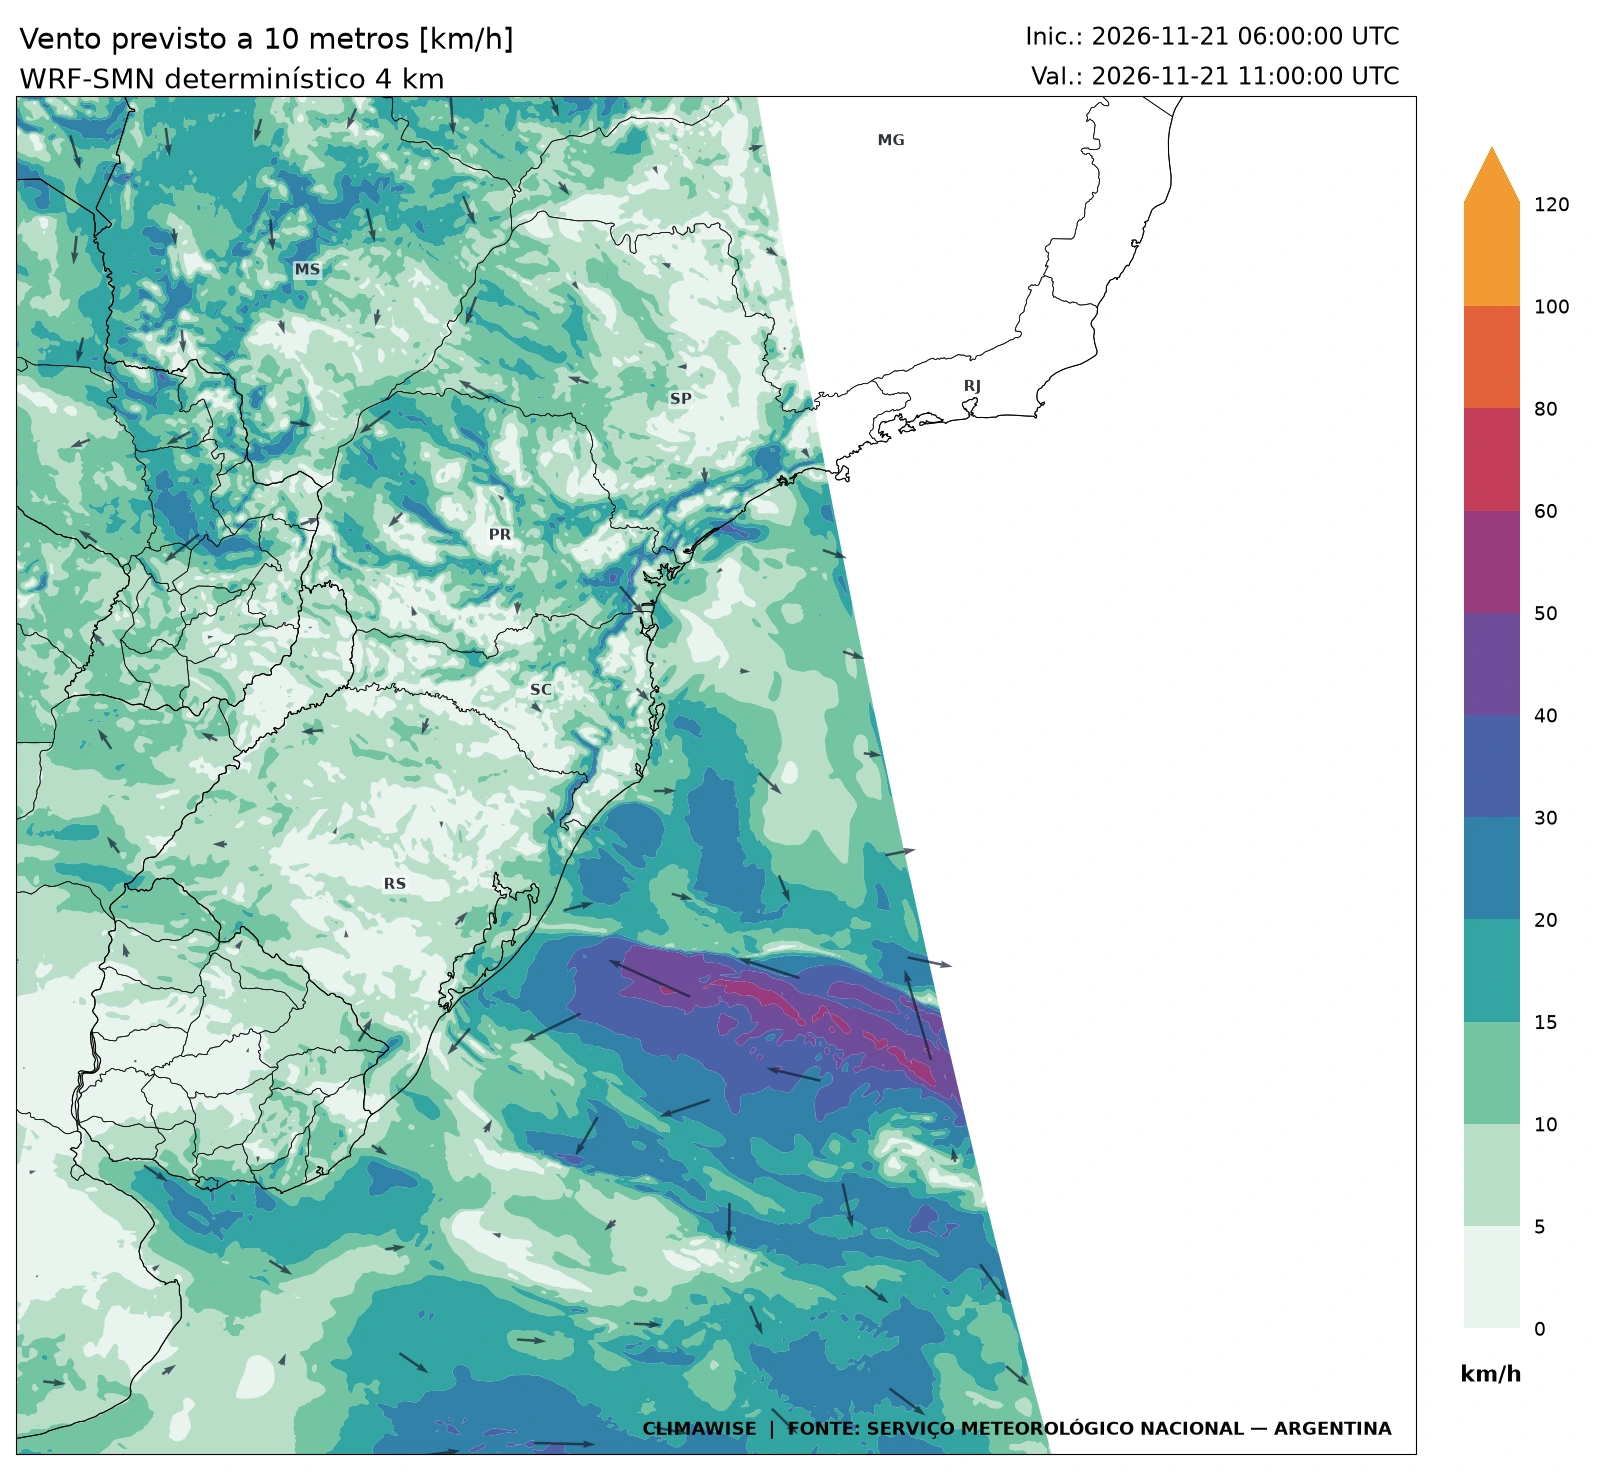 Vento previsto a 10 metros [km/h]
WRF-SMN determinístico 4 km
Inic.: 2026-11-21 06:00:00 UTC
Val.: 2026-11-21 11:00:00 UTC
MG
MS
RJ
SP
PR
SC
RS
120
100
80
60
50
40
30
20
15
10
5
0
km/h
CLIMAWISE | FONTE: SERVIÇO METEOROLÓGICO NACIONAL — ARGENTINA